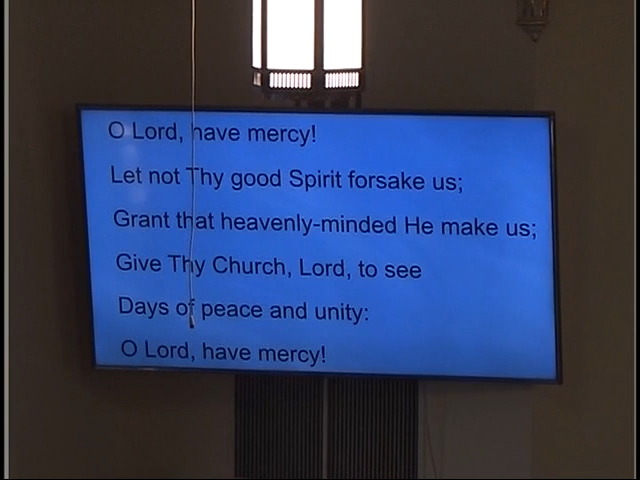 O Lord, have mercy!
Let not Thy good Spirit forsake us;
Grant that heavenly-minded He make us;
Give Thy Church, Lord, to see
Days of peace and unity:
O Lord, have mercy!